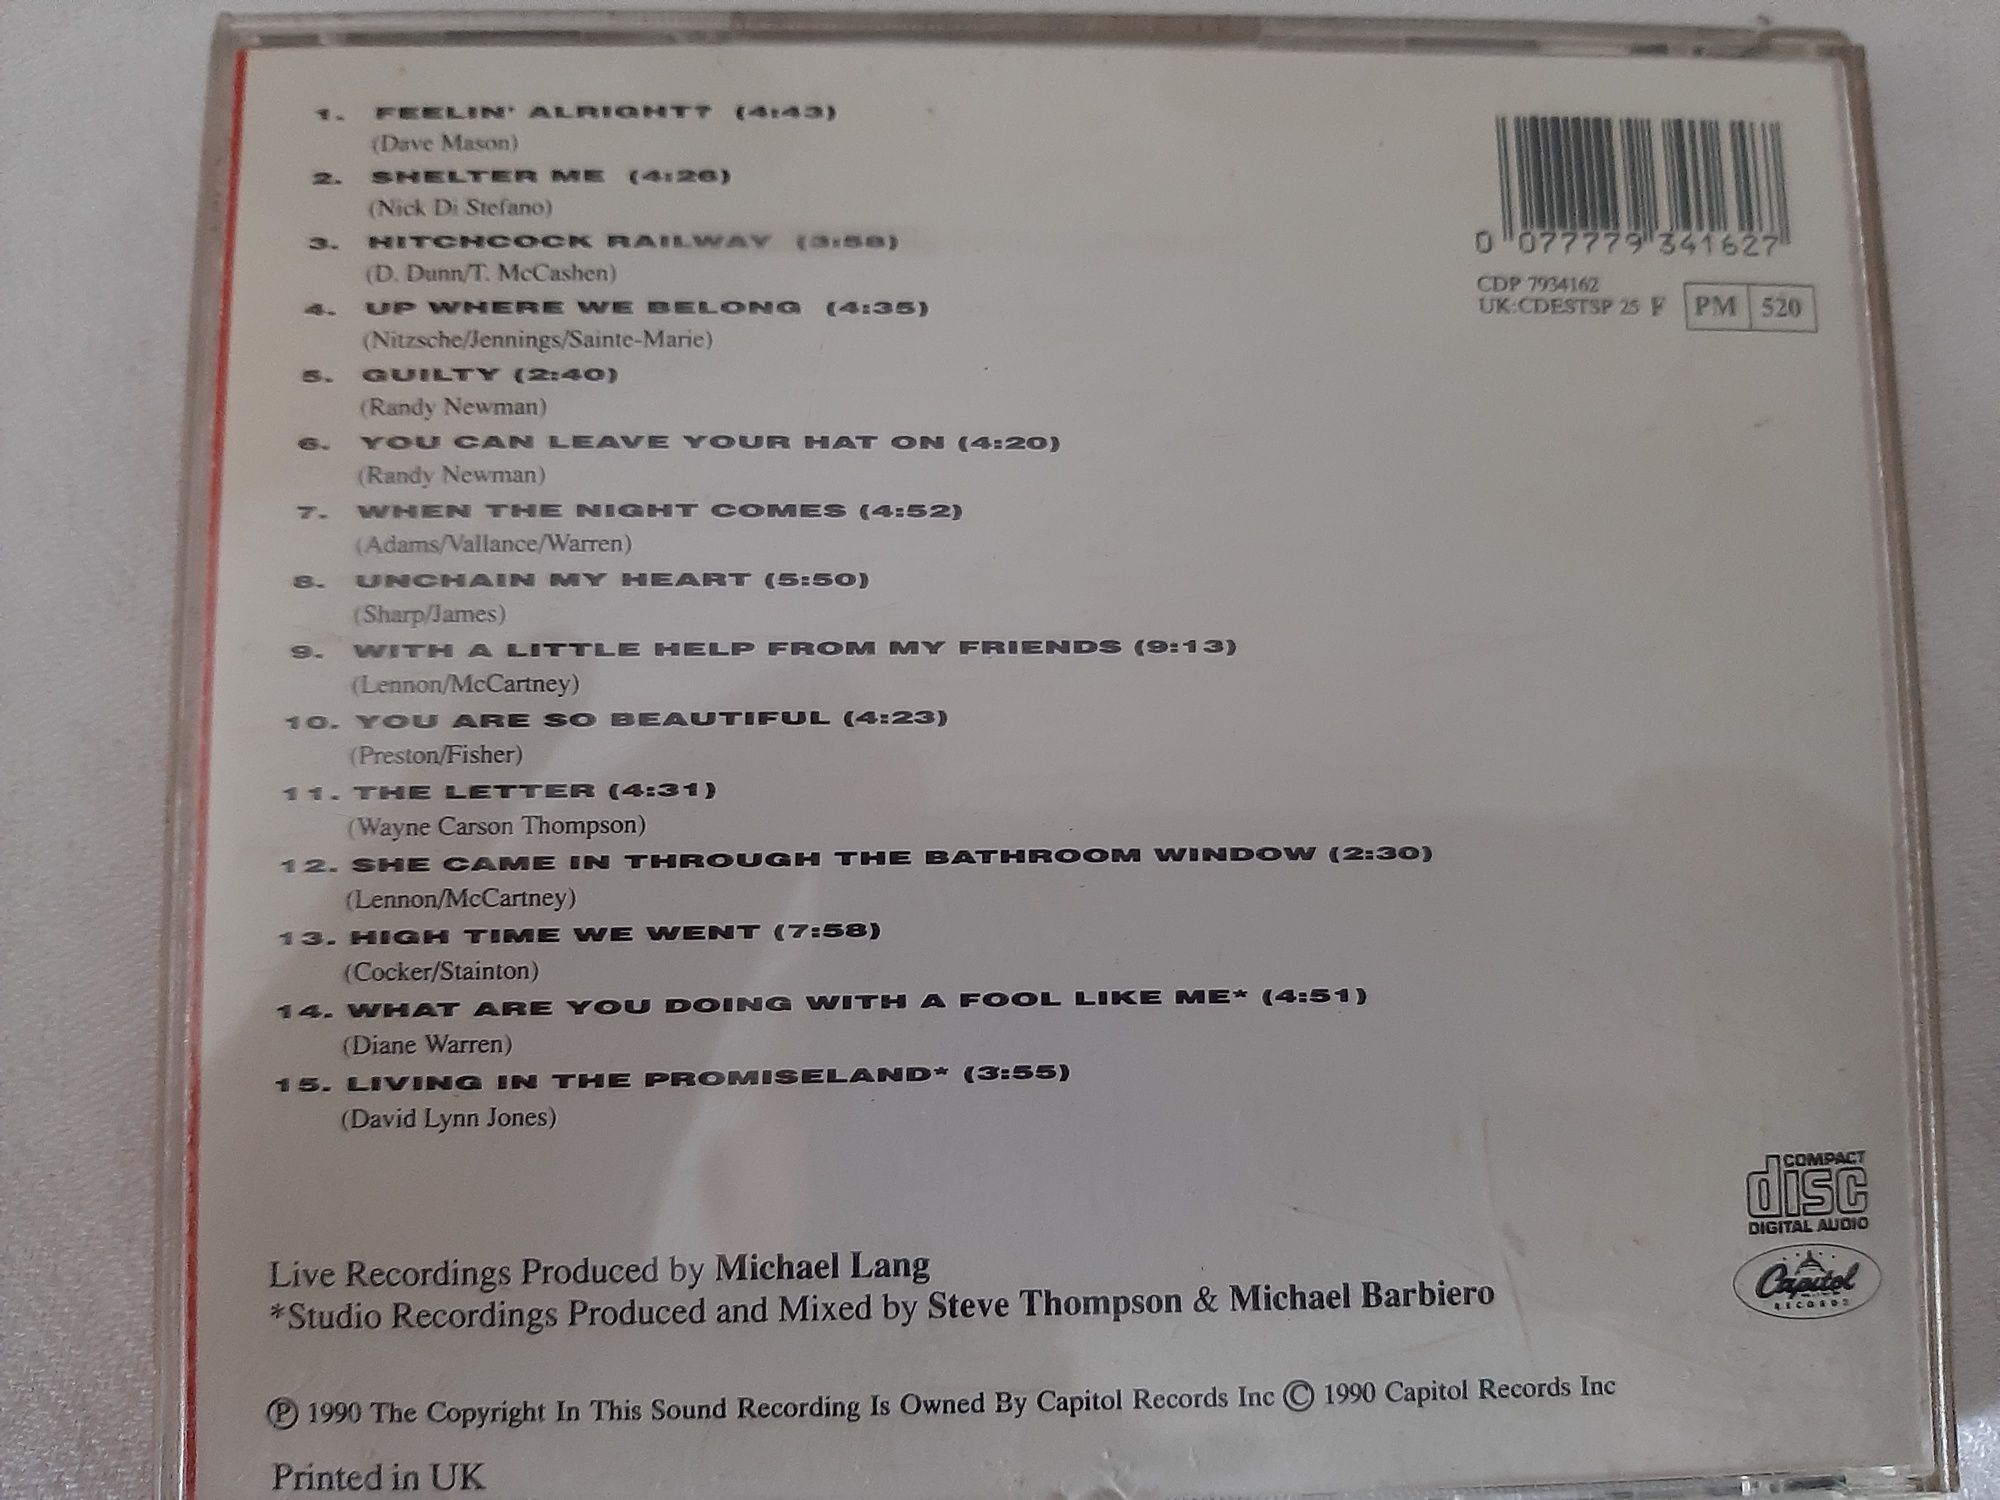 1. FEELIN' ALRIGHT? (4:43)
(Dave Mason)
2. SHELTER ME (4:26)
(Nick Di Stefano)
3. HITCHCOCK RAILWAY (3:58)
(D. Dunn/T. McCashen)
4. UP WHERE WE BELONG (4:35)
(Nitzsche/Jennings/Sainte-Marie)
5. GUILTY (2:40)
(Randy Newman)
6. YOU CAN LEAVE YOUR HAT ON (4:20)
(Randy Newman)
7. WHEN THE NIGHT COMES (4:52)
(Adams/Vallance/Warren)
8. UNCHAIN MY HEART (5:50)
(Sharp/James)
9. WITH A LITTLE HELP FROM MY FRIENDS (9:13)
(Lennon/McCartney)
10. YOU ARE SO BEAUTIFUL (4:23)
(Preston/Fisher)
11. THE LETTER (4:31)
(Wayne Carson Thompson)
12. SHE CAME IN THROUGH THE BATHROOM WINDOW (2:30)
(Lennon/McCartney)
13. HIGH TIME WE WENT (7:58)
(Cocker/Stainton)
14. WHAT ARE YOU DOING WITH A FOOL LIKE ME* (4:51)
(Diane Warren)
15. LIVING IN THE PROMISELAND* (3:55)
(David Lynn Jones)
0 077779 341627
CDP 7934162
UK:CDESTSP 25 F PM 520
COMPACT
disc
DIGITAL AUDIO
Capitol
RECORDS
Live Recordings Produced by Michael Lang
*Studio Recordings Produced and Mixed by Steve Thompson & Michael Barbiero
Ⓟ 1990 The Copyright In This Sound Recording Is Owned By Capitol Records Inc © 1990 Capitol Records Inc
Printed in UK